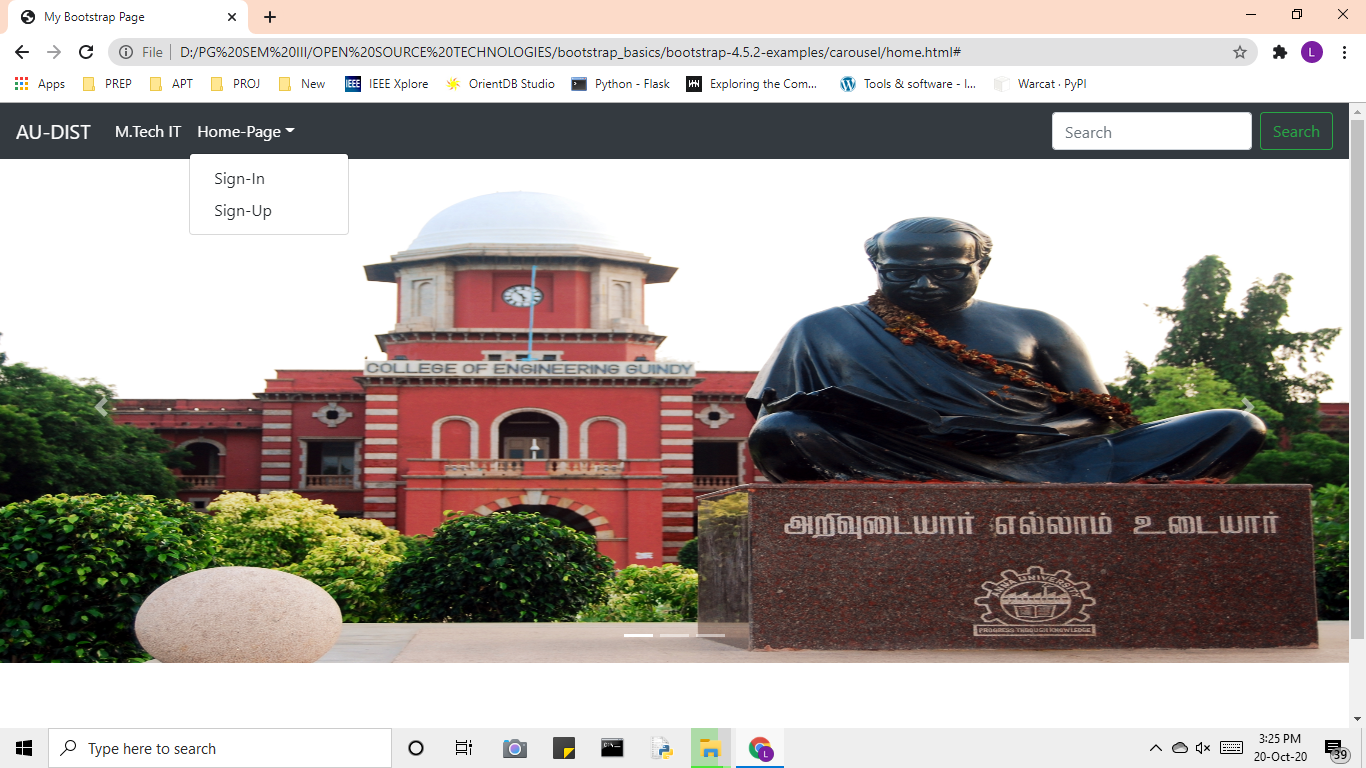 My Bootstrap Page
File D:/PG%20SEM%20III/OPEN%20SOURCE%20TECHNOLOGIES/bootstrap_basics/bootstrap-4.5.2-examples/carousel/home.html#
L
Apps PREP APT PROJ New IEEE IEEE Xplore OrientDB Studio Python - Flask Exploring the Com... Tools & software - I... Warcat · PyPI
AU-DIST M.Tech IT Home-Page Search Search
Sign-In
Sign-Up
COLLEGE OF ENGINEERING GUINDY
அறிவுடையார் எல்லாம் உடையார்
ANNA UNIVERSITY
PROGRESS THROUGH KNOWLEDGE
Type here to search
L
3:25 PM
20-Oct-20
39